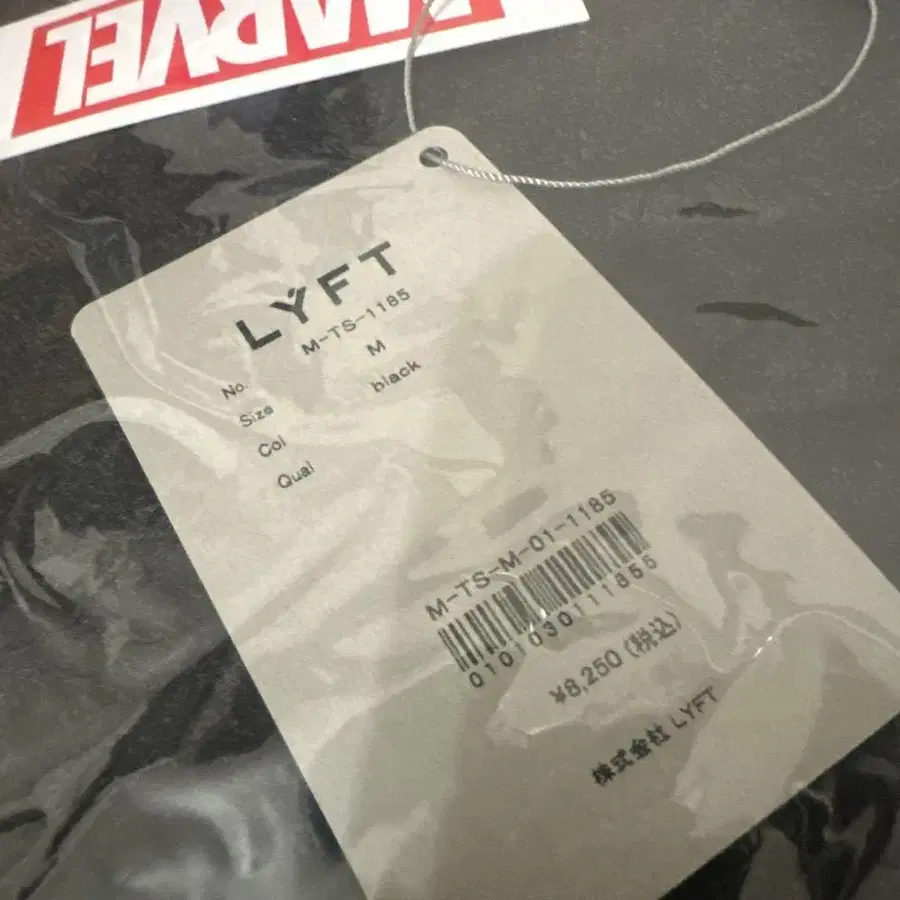 MARVEL
LYFT
No. M-TS-1185
Size M
Col black
Qual
M-TS-M-01-1185
0101030111855
¥8,250 (税込)
株式会社 LYFT